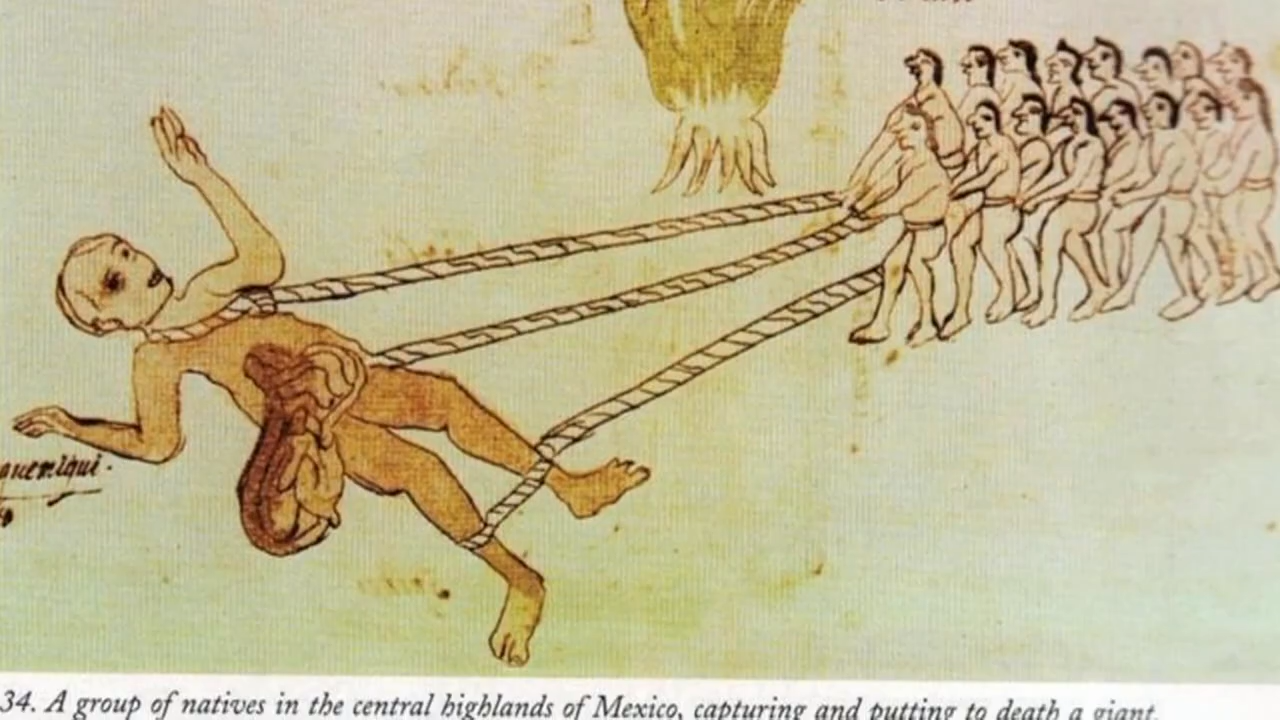 34. A group of natives in the central highlands of Mexico, capturing and putting to death a giant.